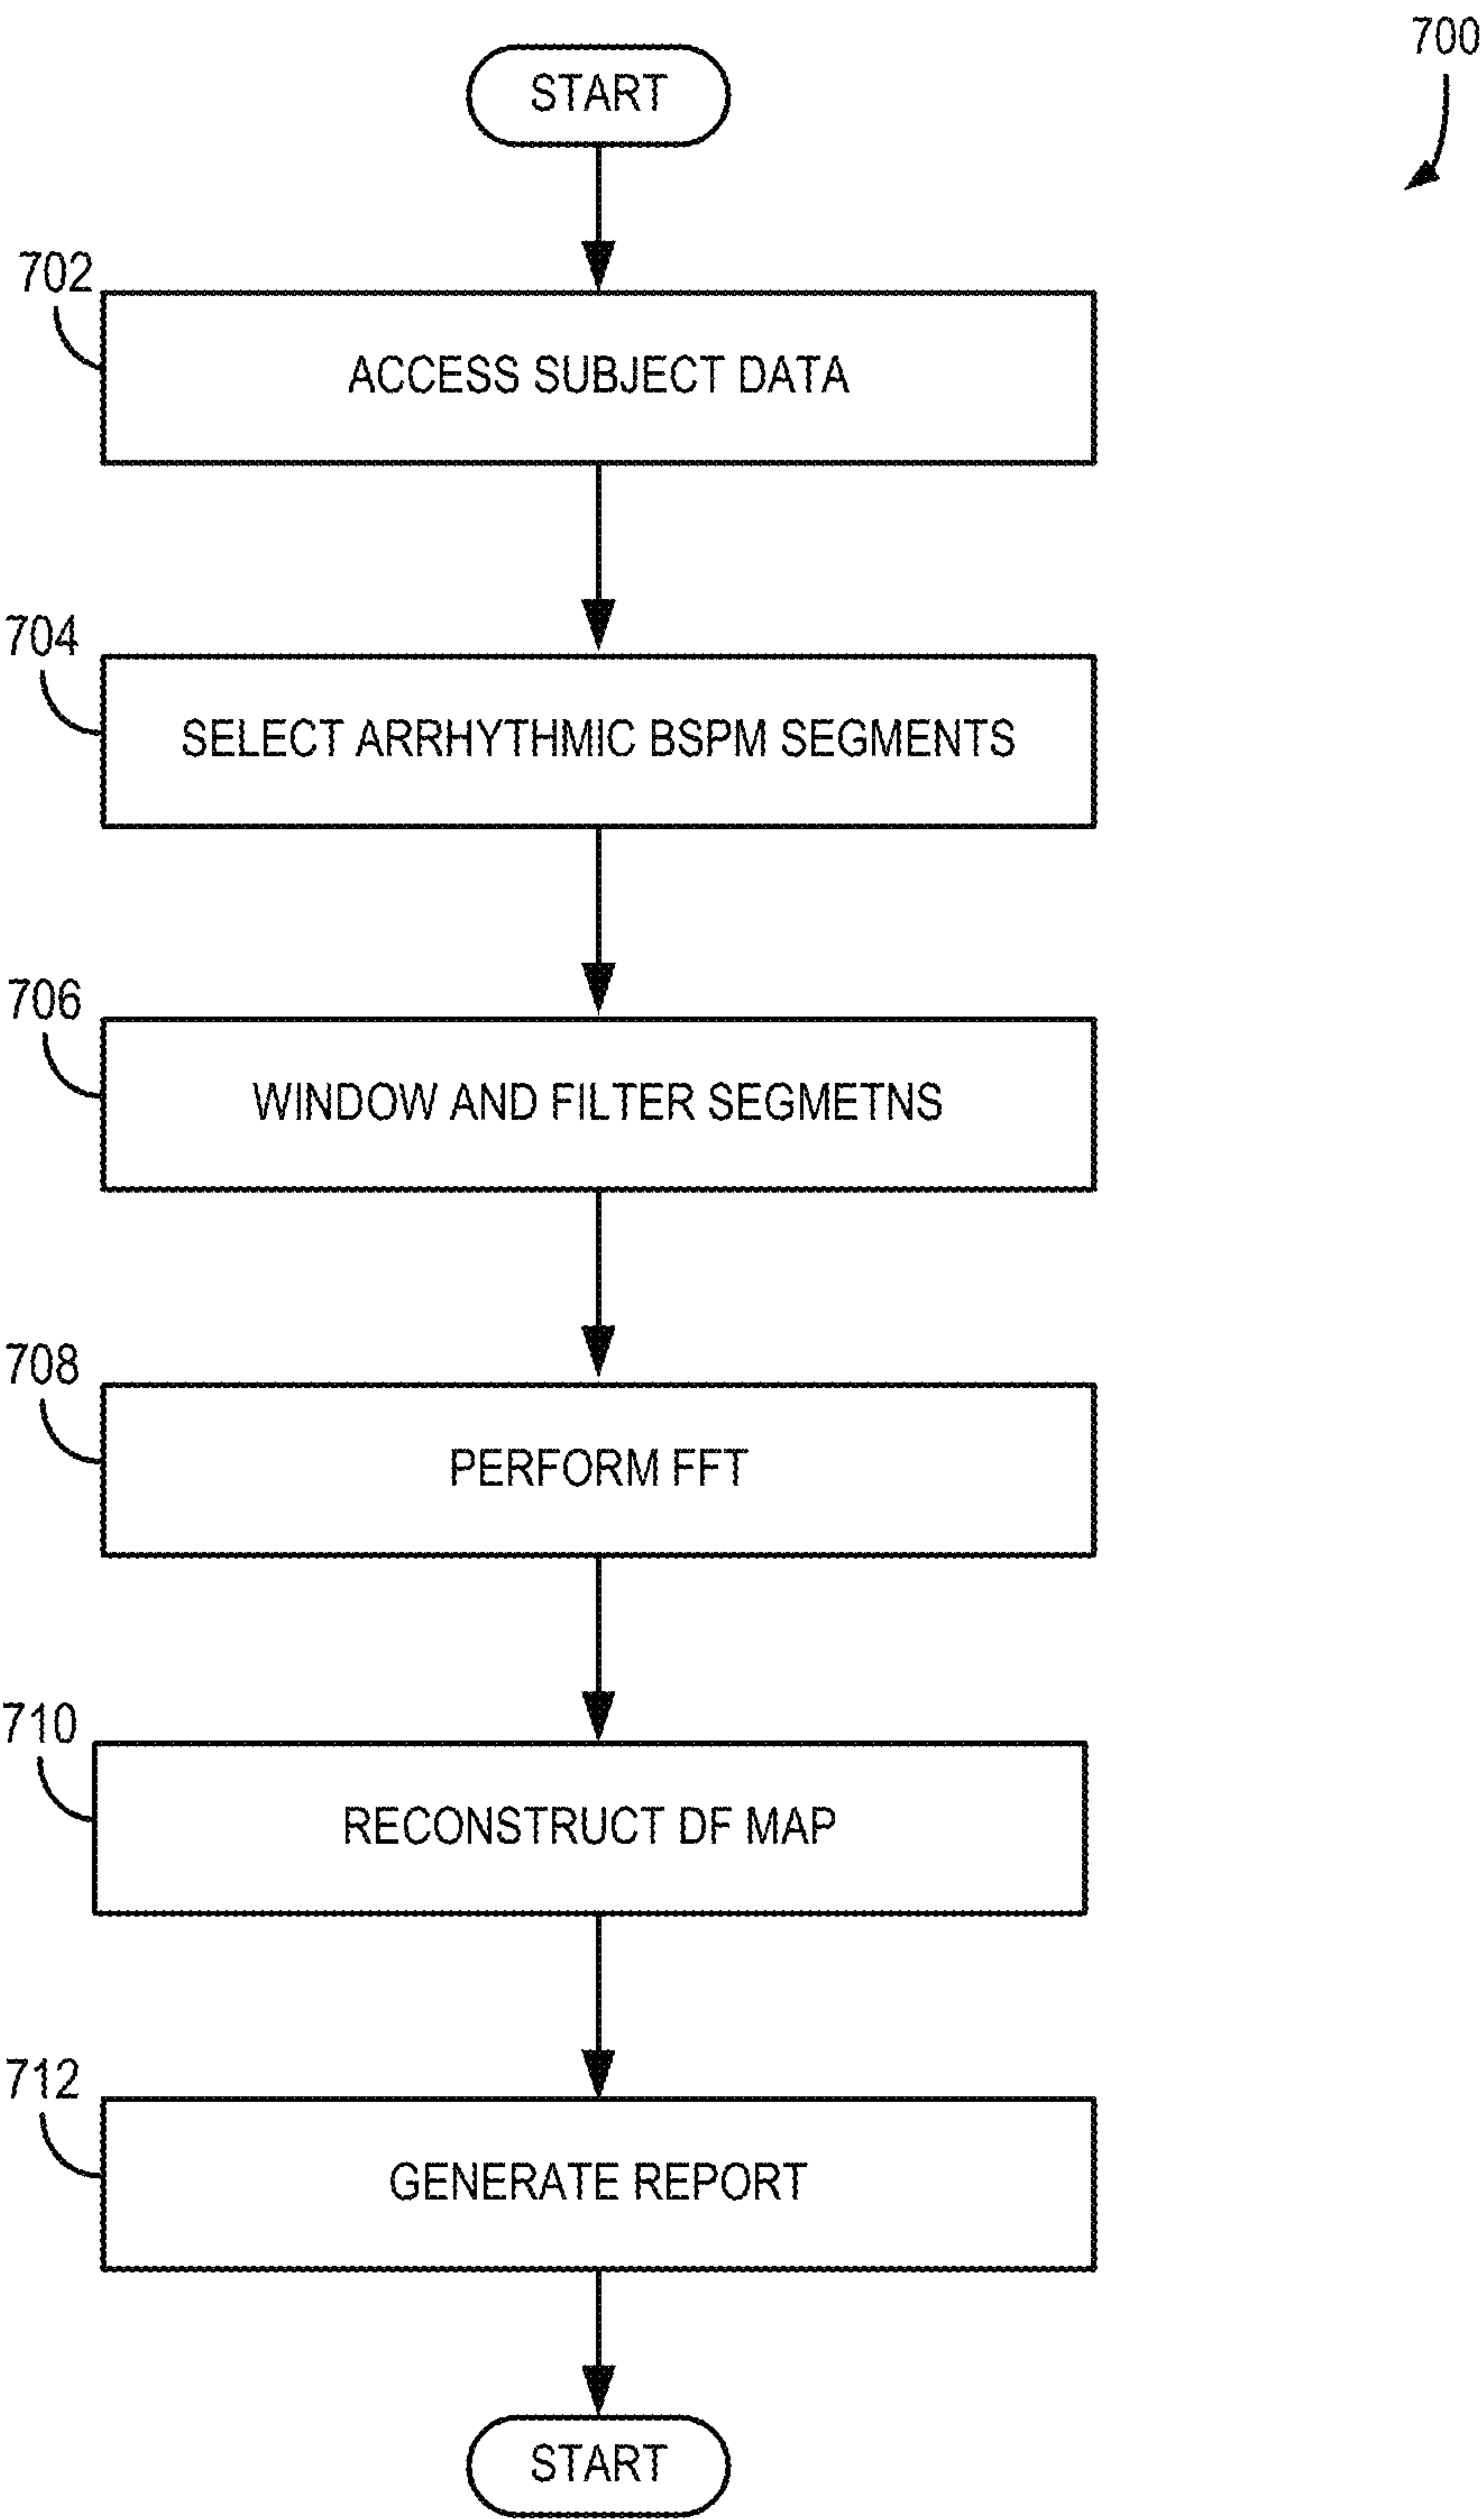 700
START
702
ACCESS SUBJECT DATA
704
SELECT ARRHYTHMIC BSPM SEGMENTS
706
WINDOW AND FILTER SEGMETNS
708
PERFORM FFT
710
RECONSTRUCT DF MAP
712
GENERATE REPORT
START